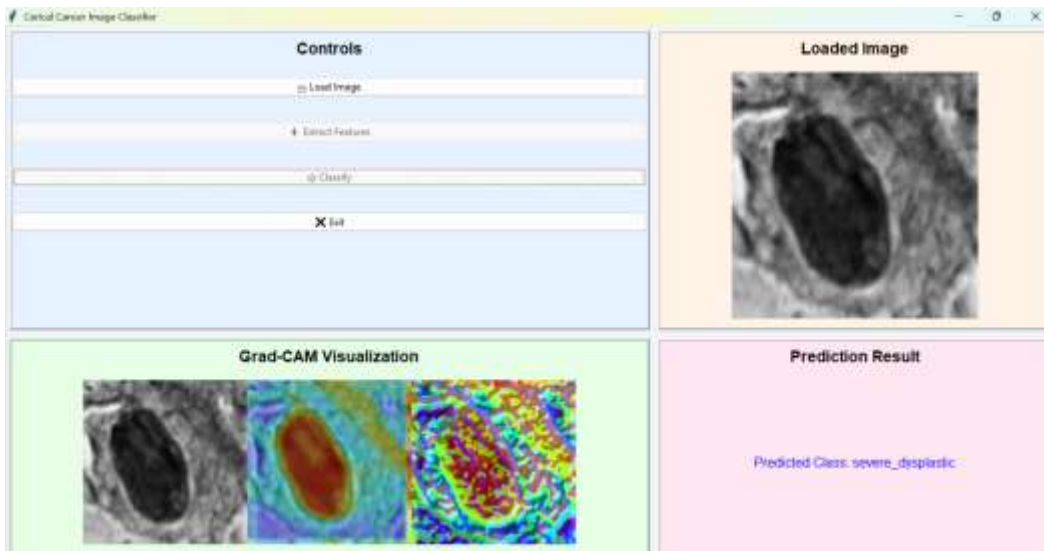 Cerical Cancer Image Classifier
Controls
Load Image
Extract Features
Classify
Exit
Loaded Image
Grad-CAM Visualization
Prediction Result
Predicted Class: severe_dysplastic